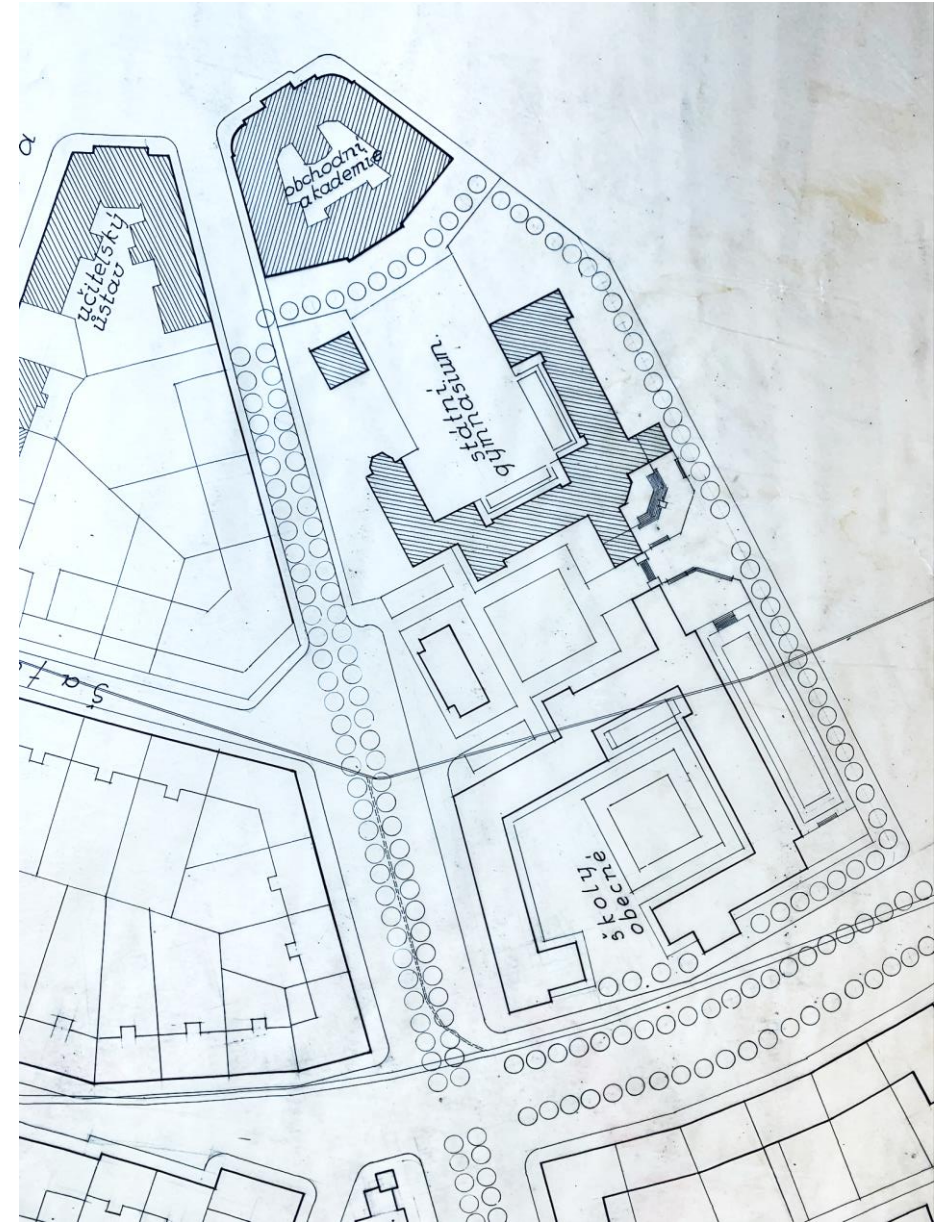 obchodní
akademie
učitelský
ústav
státní
gymnasium.
školy
obecné